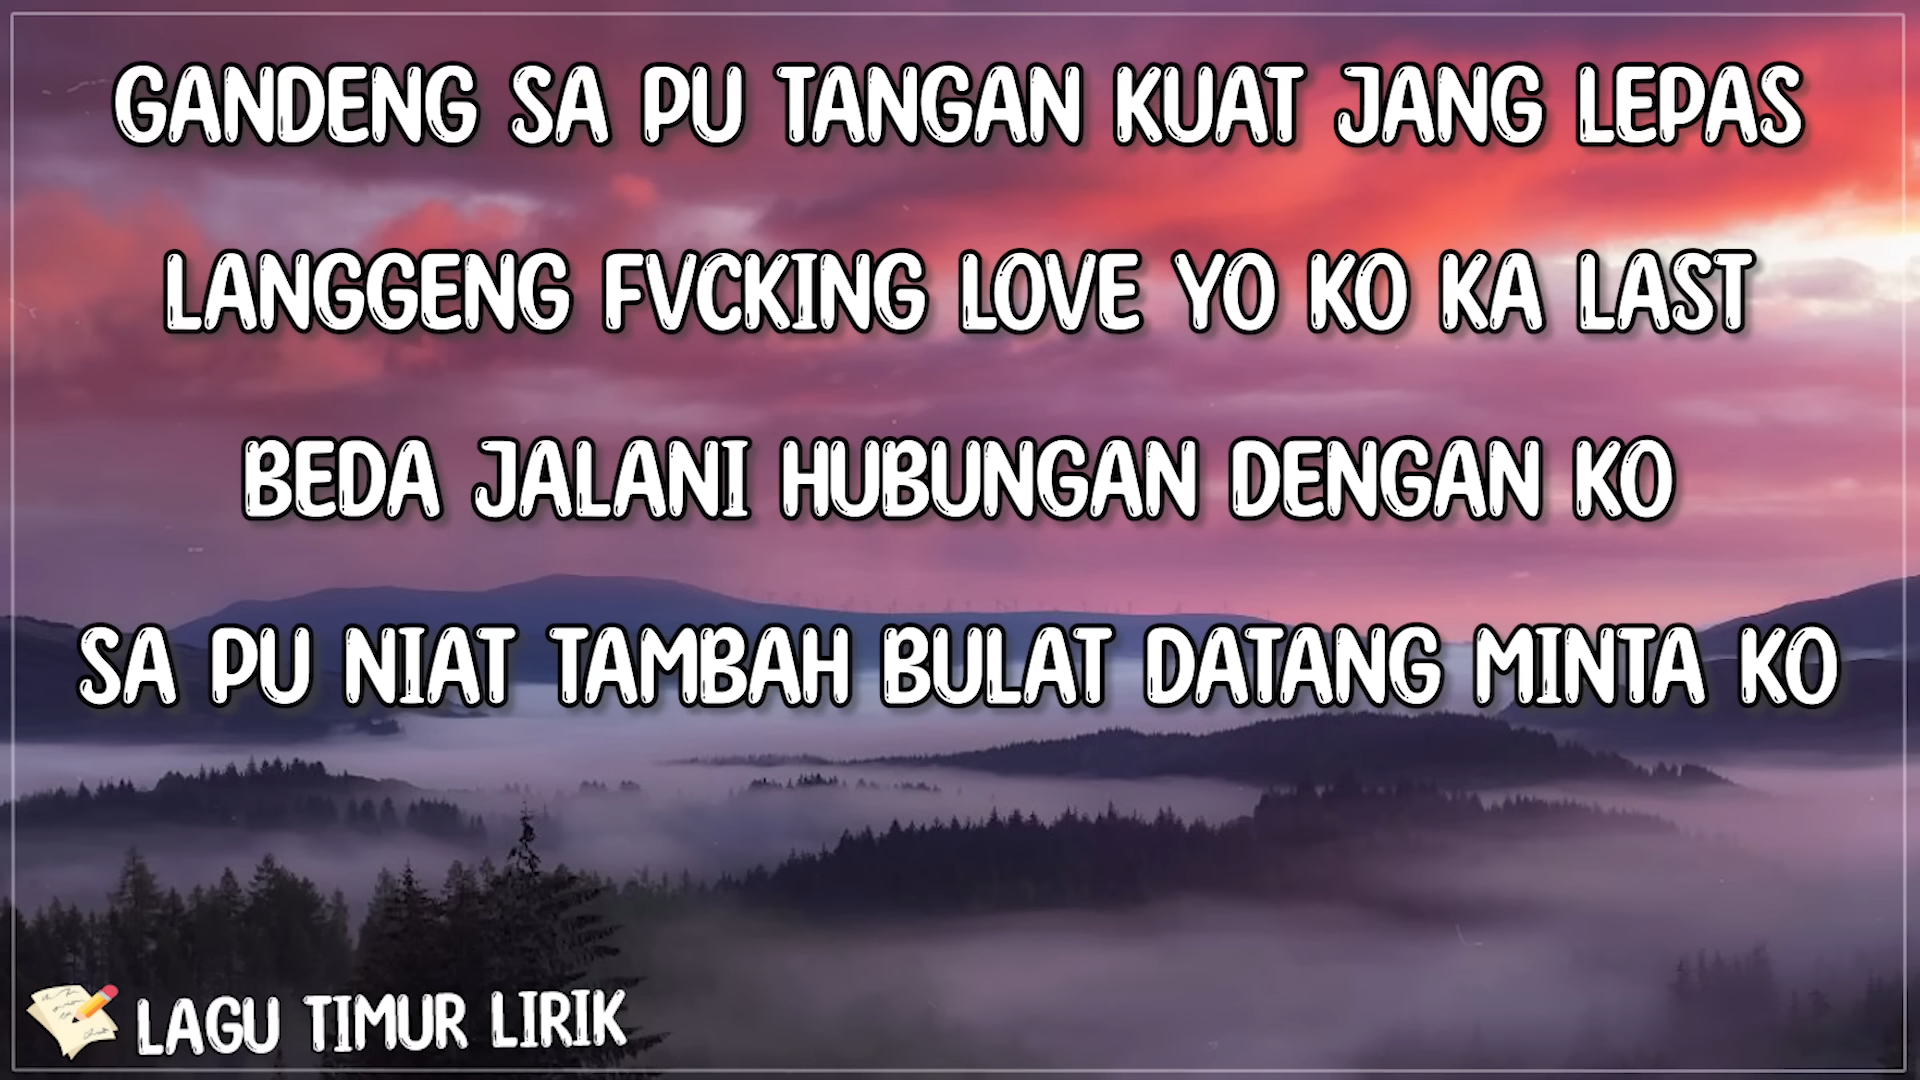 GANDENG SA PU TANGAN KUAT JANG LEPAS
LANGGENG FVCKING LOVE YO KO KA LAST
BEDA JALANI HUBUNGAN DENGAN KO
SA PU NIAT TAMBAH BULAT DATANG MINTA KO
LAGU TIMUR LIRIK